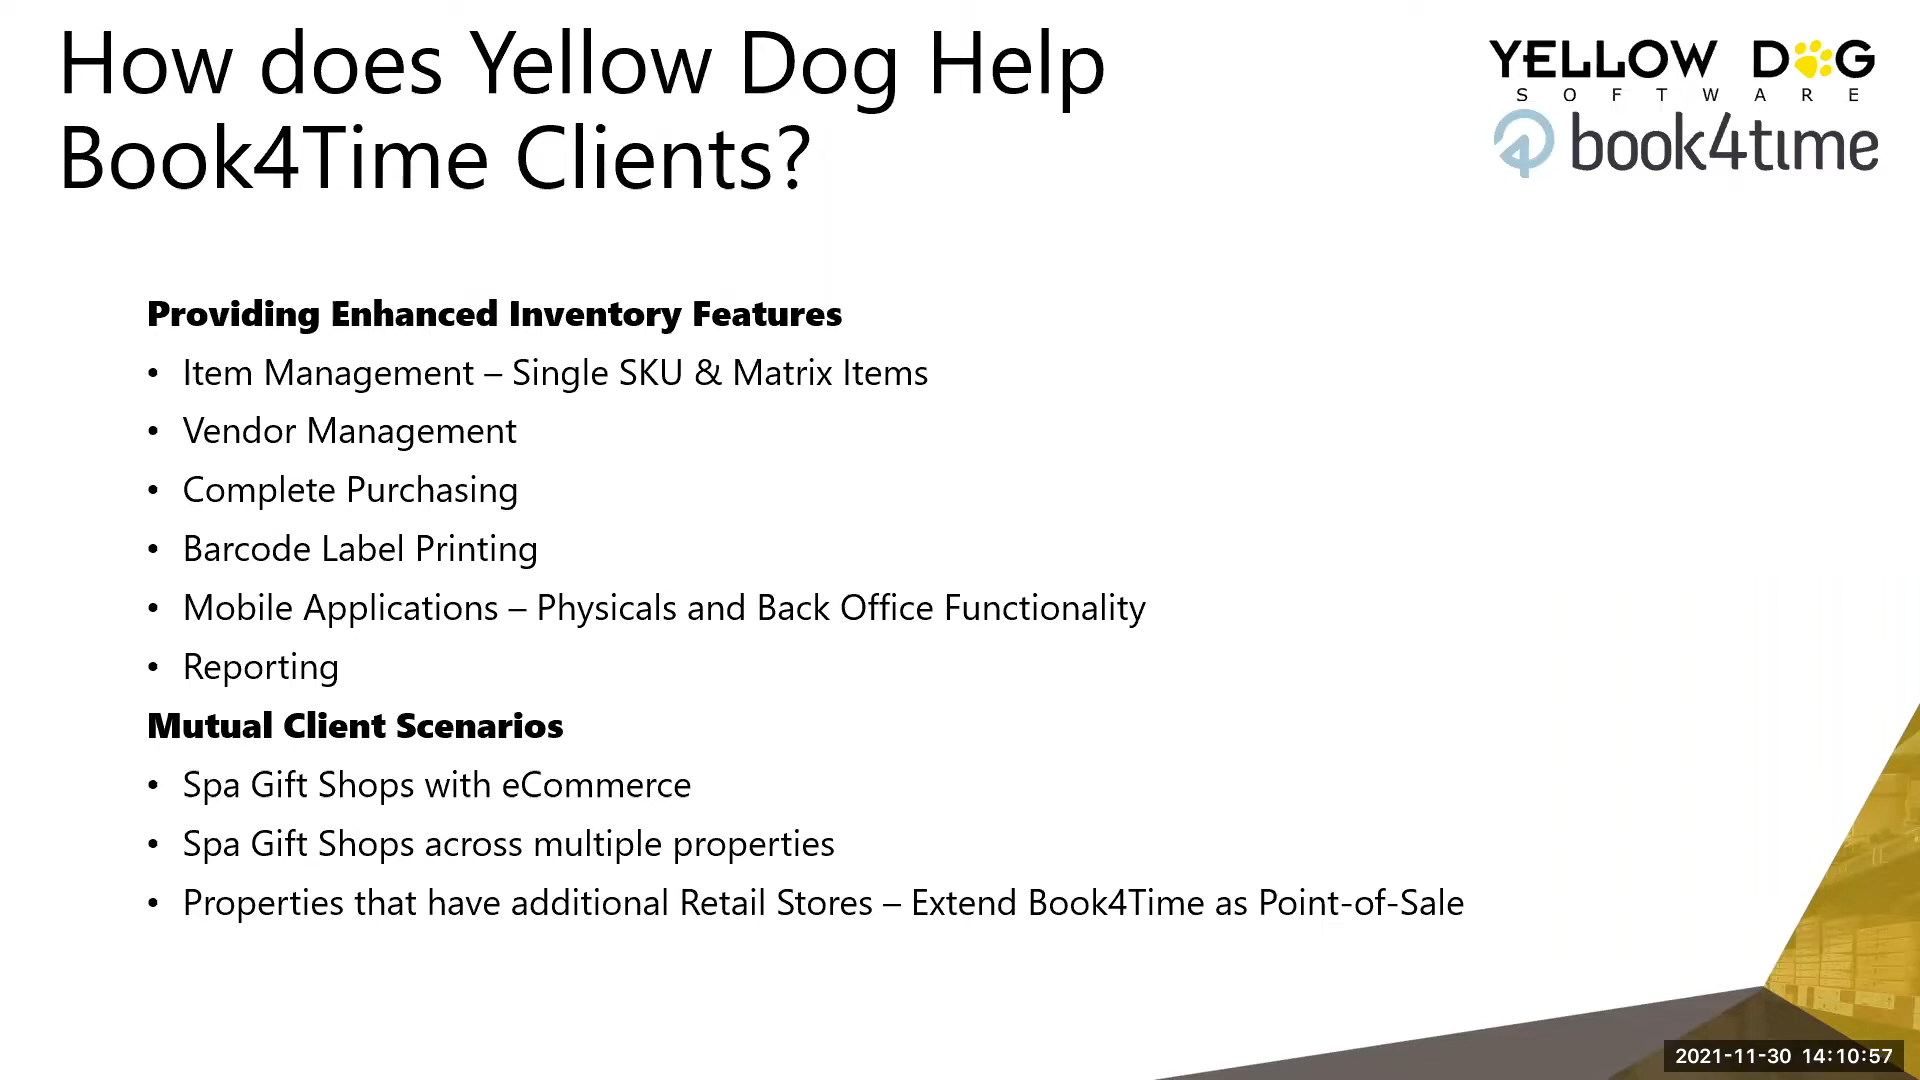 How does Yellow Dog Help
Book4Time Clients?
YELLOW DOG
SOFTWARE
book4time
Providing Enhanced Inventory Features
• Item Management – Single SKU & Matrix Items
• Vendor Management
• Complete Purchasing
• Barcode Label Printing
• Mobile Applications – Physicals and Back Office Functionality
• Reporting
Mutual Client Scenarios
• Spa Gift Shops with eCommerce
• Spa Gift Shops across multiple properties
• Properties that have additional Retail Stores – Extend Book4Time as Point-of-Sale
2021-11-30 14:10:57